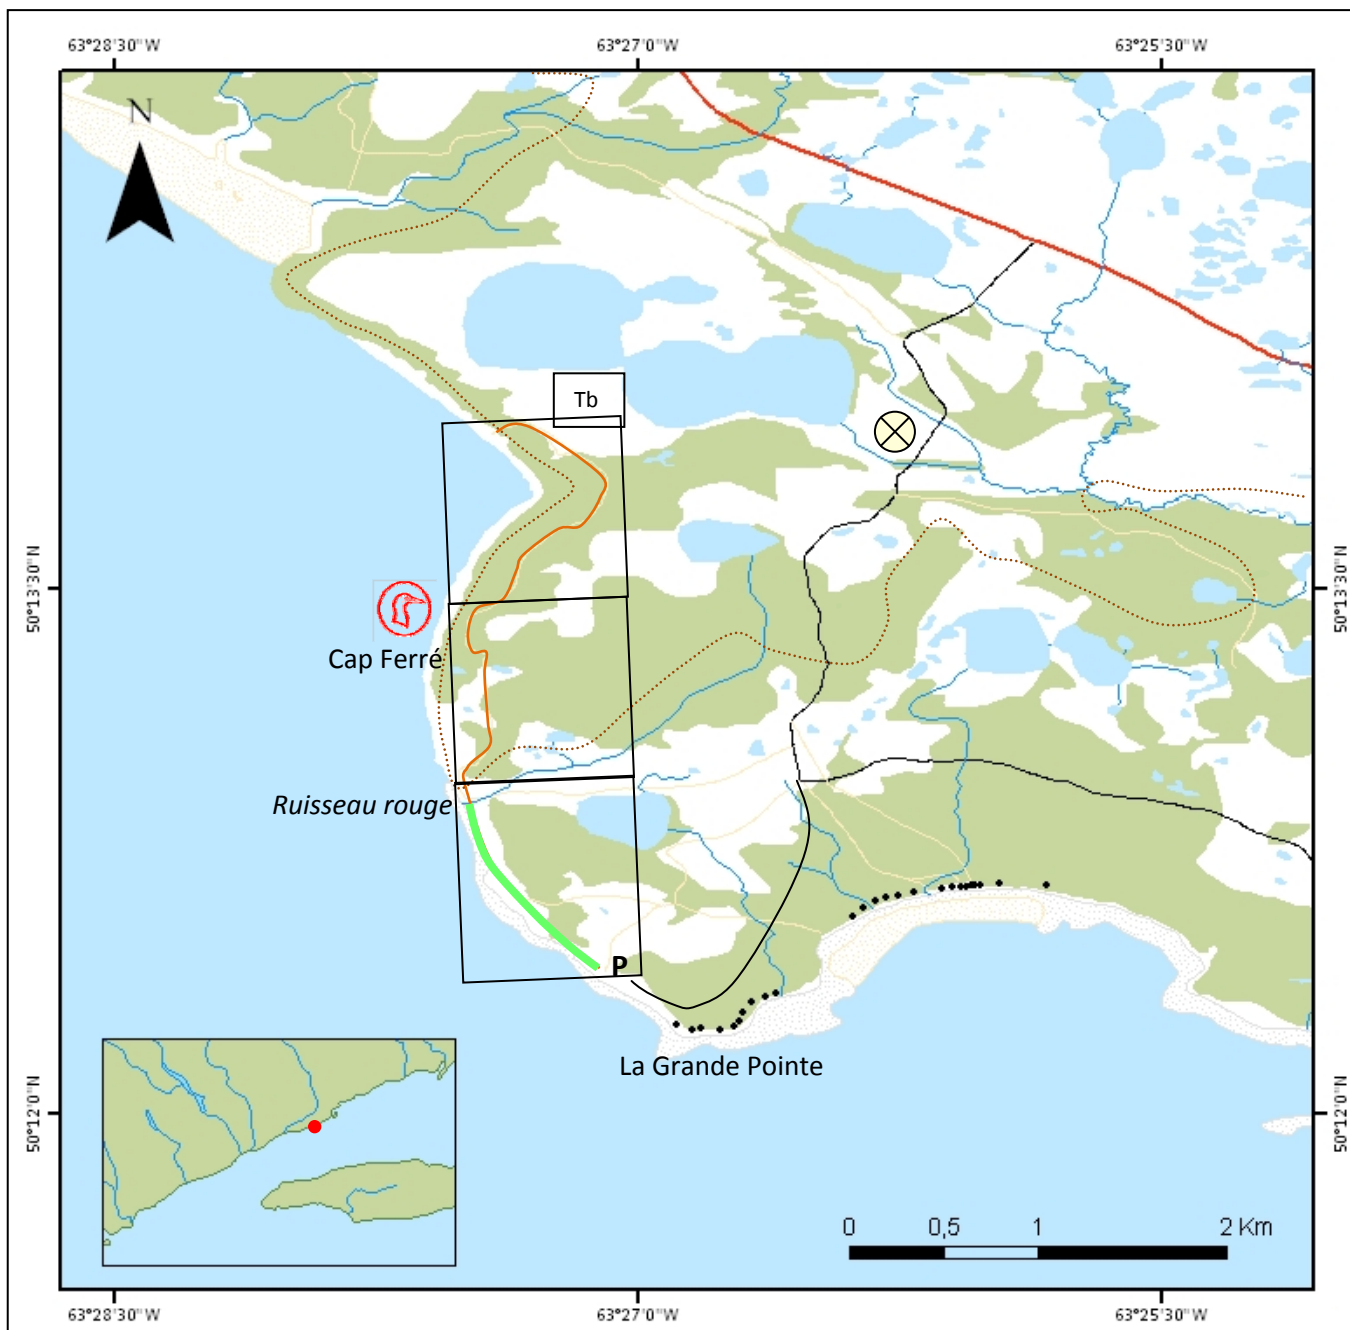 63°28'30"W 63°27'0"W 63°25'30"W
N
Tb
50°13'30"N 50°13'30"N
Cap Ferré
Ruisseau rouge
P
La Grande Pointe
50°12'0"N 50°12'0"N
0 0,5 1 2 Km
63°28'30"W 63°27'0"W 63°25'30"W